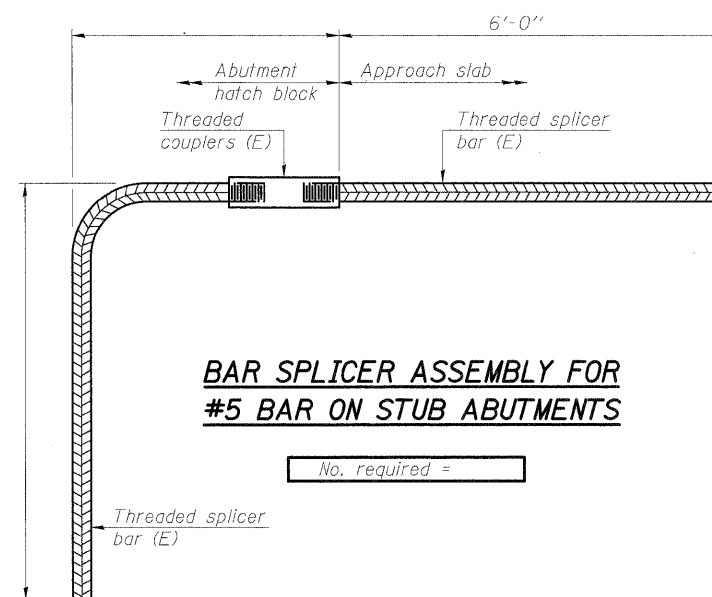 6'-0"
Abutment
hatch block
Approach slab
Threaded
couplers (E)
Threaded splicer
bar (E)
BAR SPLICER ASSEMBLY FOR
#5 BAR ON STUB ABUTMENTS
No. required =
Threaded splicer
bar (E)